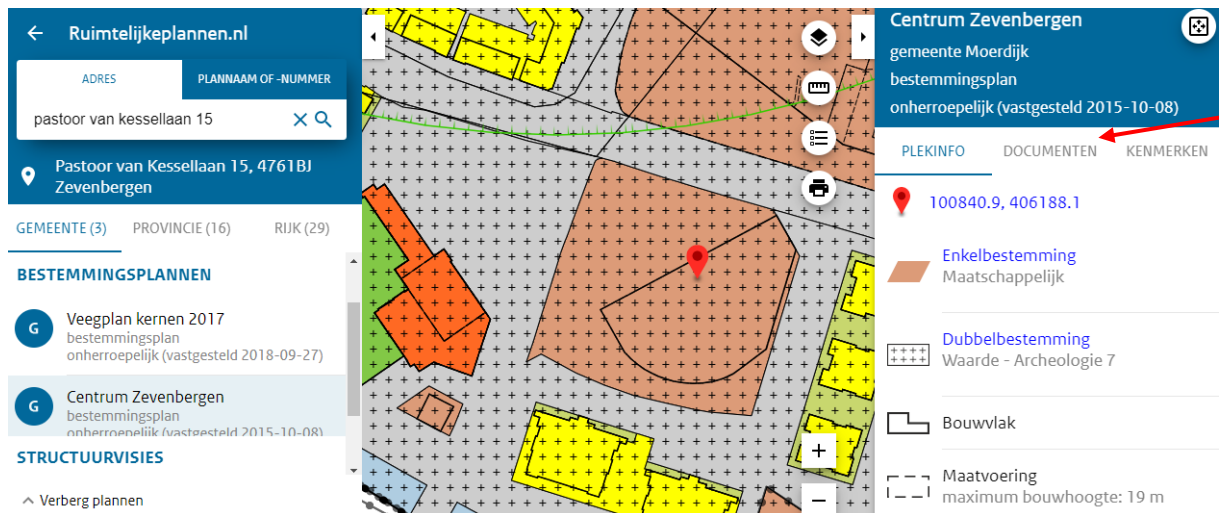 Ruimtelijkeplannen.nl
ADRES
PLANNAAM OF -NUMMER
pastoor van kessellaan 15
Pastoor van Kessellaan 15, 4761BJ
Zevenbergen
GEMEENTE (3)
PROVINCIE (16)
RIJK (29)
BESTEMMINGSPLANNEN
G
Veegplan kernen 2017
bestemmingsplan
onherroepelijk (vastgesteld 2018-09-27)
G
Centrum Zevenbergen
bestemmingsplan
onherroepelijk (vastgesteld 2015-10-08)
STRUCTUURVISIES
Verberg plannen
Centrum Zevenbergen
gemeente Moerdijk
bestemmingsplan
onherroepelijk (vastgesteld 2015-10-08)
PLEKINFO
DOCUMENTEN
KENMERKEN
100840.9, 406188.1
Enkelbestemming
Maatschappelijk
Dubbelbestemming
Waarde - Archeologie 7
Bouwvlak
Maatvoering
maximum bouwhoogte: 19 m